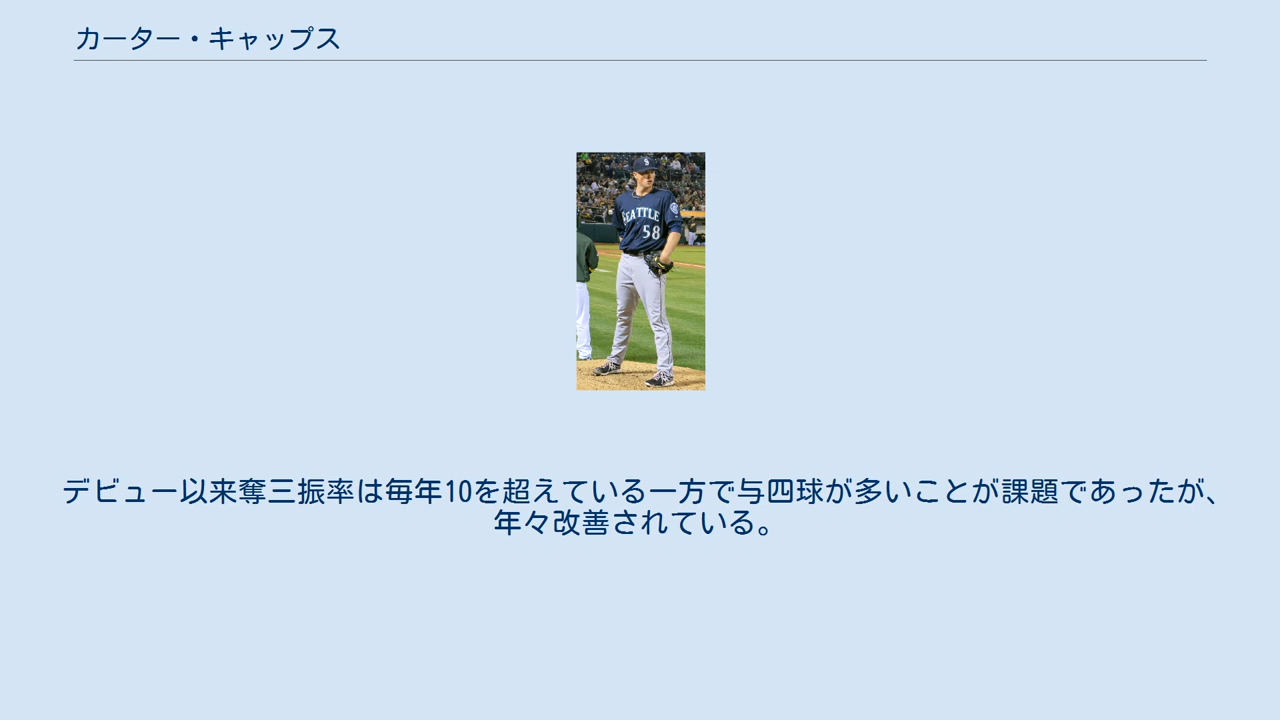 カーター・キャップス
S
SEATTLE
58
デビュー以来奪三振率は毎年10を超えている一方で与四球が多いことが課題であったが、
年々改善されている。